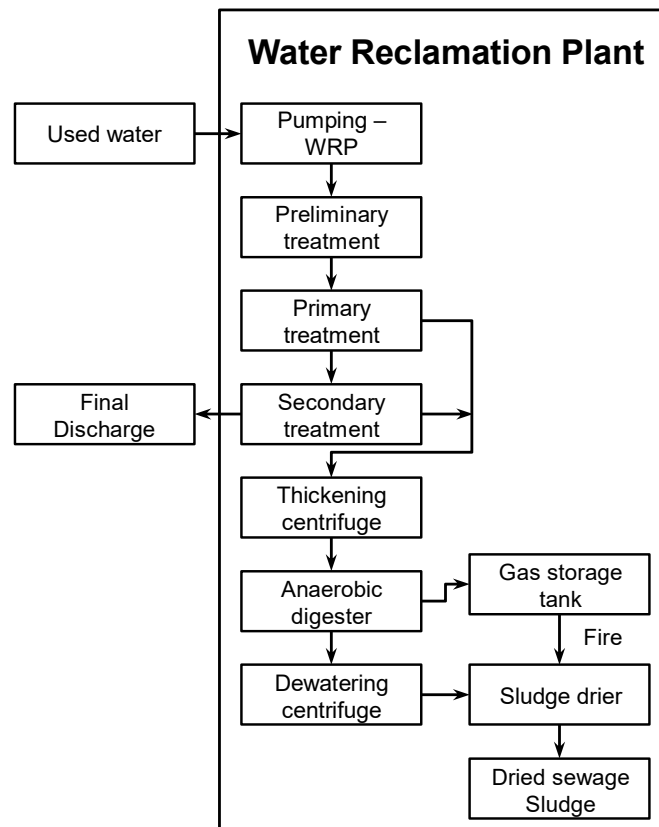 Water Reclamation Plant
Used water
Pumping –
WRP
Preliminary
treatment
Primary
treatment
Final
Discharge
Secondary
treatment
Thickening
centrifuge
Anaerobic
digester
Gas storage
tank
Fire
Dewatering
centrifuge
Sludge drier
Dried sewage
Sludge